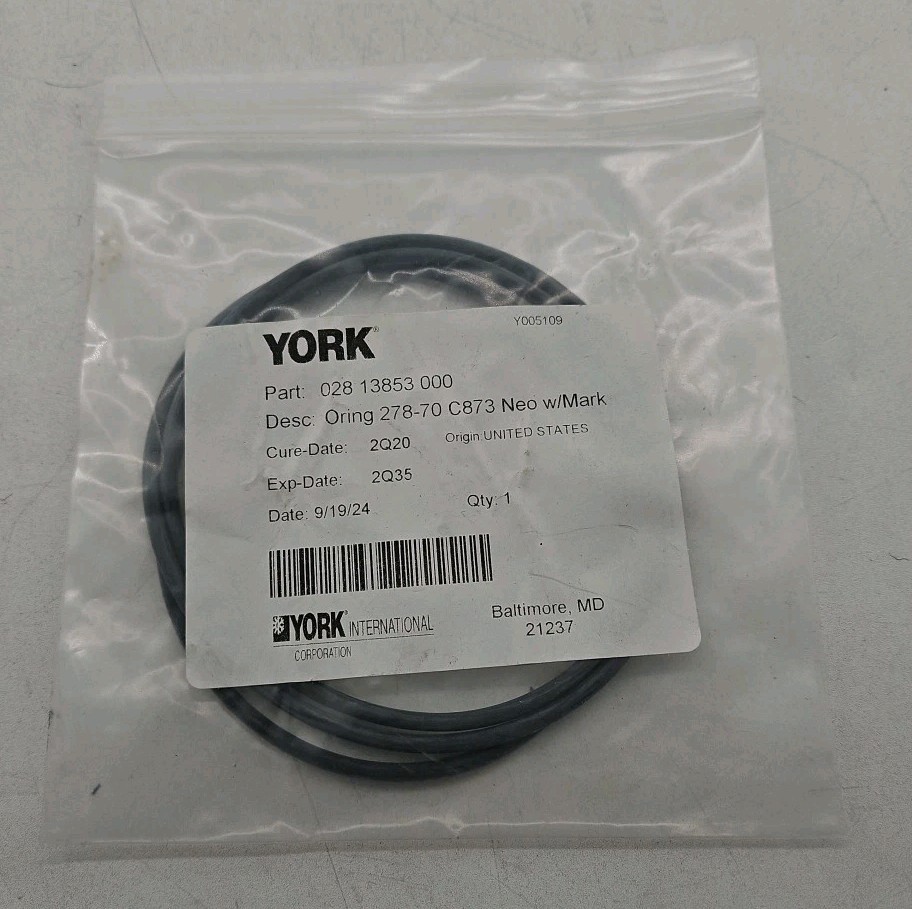 YORK®
Y005109
Part: 028 13853 000
Desc: Oring 278-70 C873 Neo w/Mark
Cure-Date: 2Q20 Origin:UNITED STATES
Exp-Date: 2Q35
Date: 9/19/24 Qty: 1
YORK® INTERNATIONAL
CORPORATION
Baltimore, MD
21237